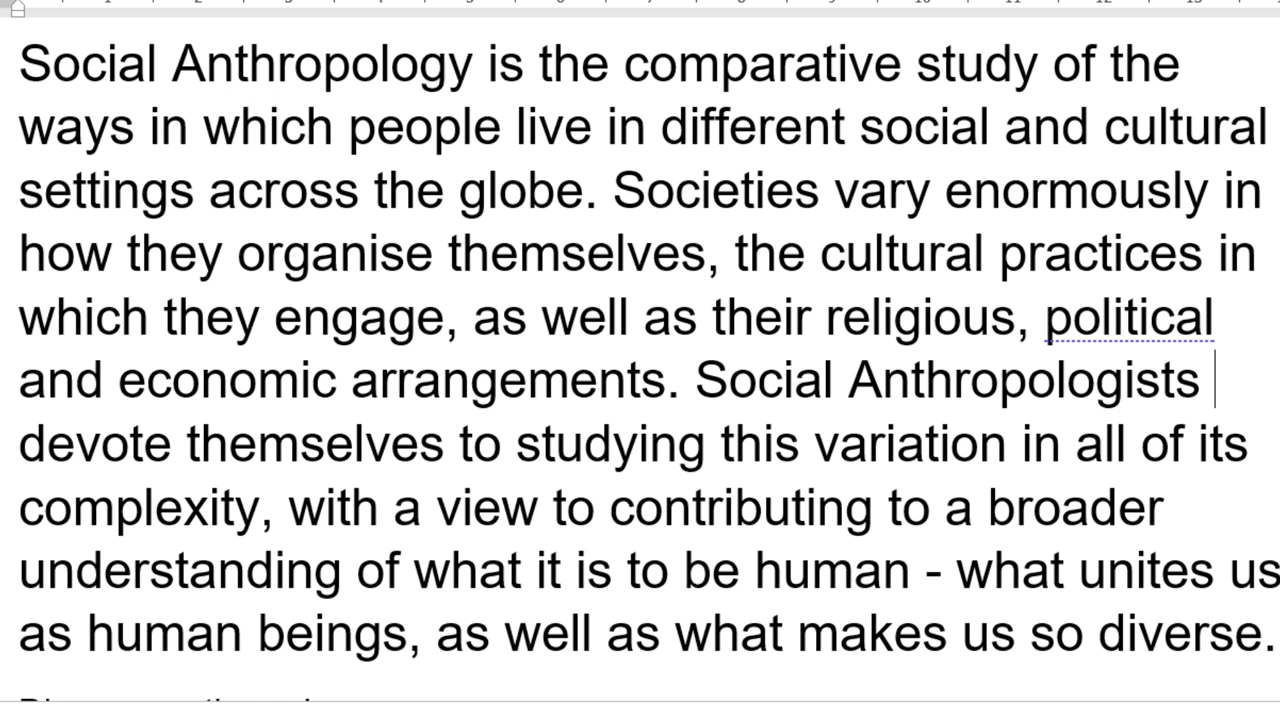 Social Anthropology is the comparative study of the
ways in which people live in different social and cultural
settings across the globe. Societies vary enormously in
how they organise themselves, the cultural practices in
which they engage, as well as their religious, political
and economic arrangements. Social Anthropologists
devote themselves to studying this variation in all of its
complexity, with a view to contributing to a broader
understanding of what it is to be human - what unites us
as human beings, as well as what makes us so diverse.